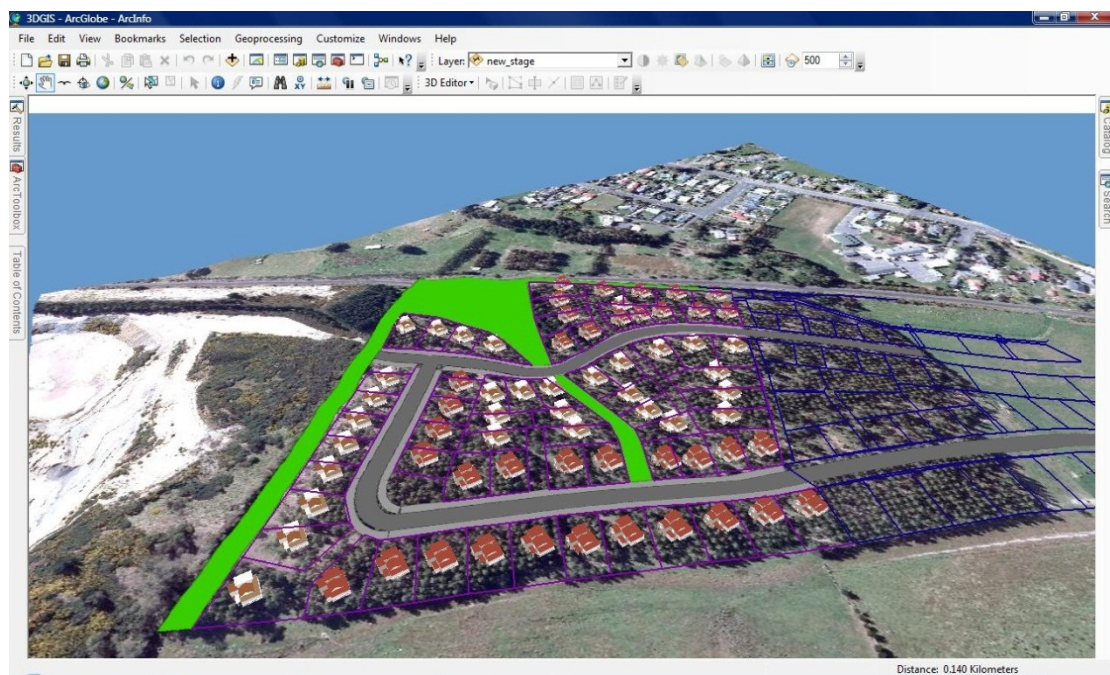 3DGIS - ArcGlobe - ArcInfo
File Edit View Bookmarks Selection Geoprocessing Customize Windows Help
Layer: new_stage 500
3D Editor
Results
ArcToolbox
Table of Contents
Catalog
Search
Distance: 0.140 Kilometers